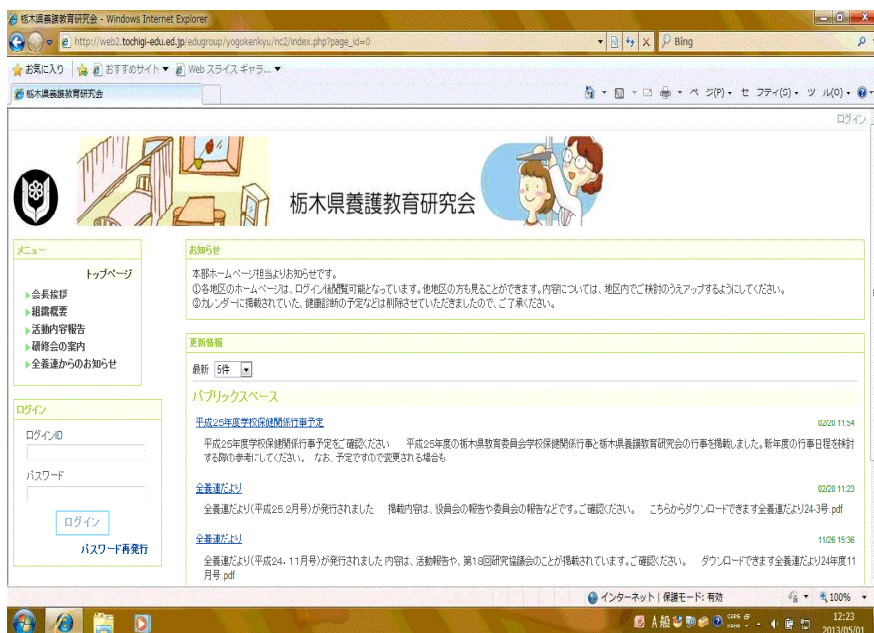 栃木県養護教育研究会 - Windows Internet Explorer
http://web2.tochigi-edu.ed.jp/edugroup/yogokenkyu/nc2/index.php?page_id=0
Bing
お気に入り おすすめサイト ▼ Web スライス ギャラ... ▼
栃木県養護教育研究会
ペ ジ(P) セ フティ(S) ツ ル(O)
ログイン
栃木県養護教育研究会
メニュー
トップページ
会長挨拶
組織概要
活動内容報告
研修会の案内
全養連からのお知らせ
ログイン
ログインID
パスワード
ログイン
パスワード再発行
お知らせ
本部ホームページ担当よりお知らせです。
①各地区のホームページは、ログイン後閲覧可能となっています。他地区の方も見ることができます。内容については、地区内でご検討のうえアップするようにしてください。
②カレンダーに掲載されていた、健康診断の予定などは削除させていただきましたので、ご了承ください。
更新情報
最新 5件
パブリックスペース
平成25年度学校保健関係行事予定 02/20 11:54
平成25年度学校保健関係行事予定をご確認ください 平成25年度の栃木県教育委員会学校保健関係行事と栃木県養護教育研究会の行事を掲載しました。新年度の行事日程を検討
する際の参考にしてください。 なお、予定ですので変更される場合も
全養連だより 02/20 11:23
全養連だより(平成25.2月号)が発行されました 掲載内容は、役員会の報告や委員会の報告などです。ご確認ください。 こちらからダウンロードできます全養連だより24-3号.pdf
全養連だより 11/26 15:36
全養連だより(平成24.11月号)が発行されました 内容は、活動報告や、第18回研究協議会のことが掲載されています。ご確認ください。 ダウンロードできます全養連だより24年度11
月号.pdf
インターネット | 保護モード: 有効 100%
A 般 CAPS KANA 12:23
2013/05/01